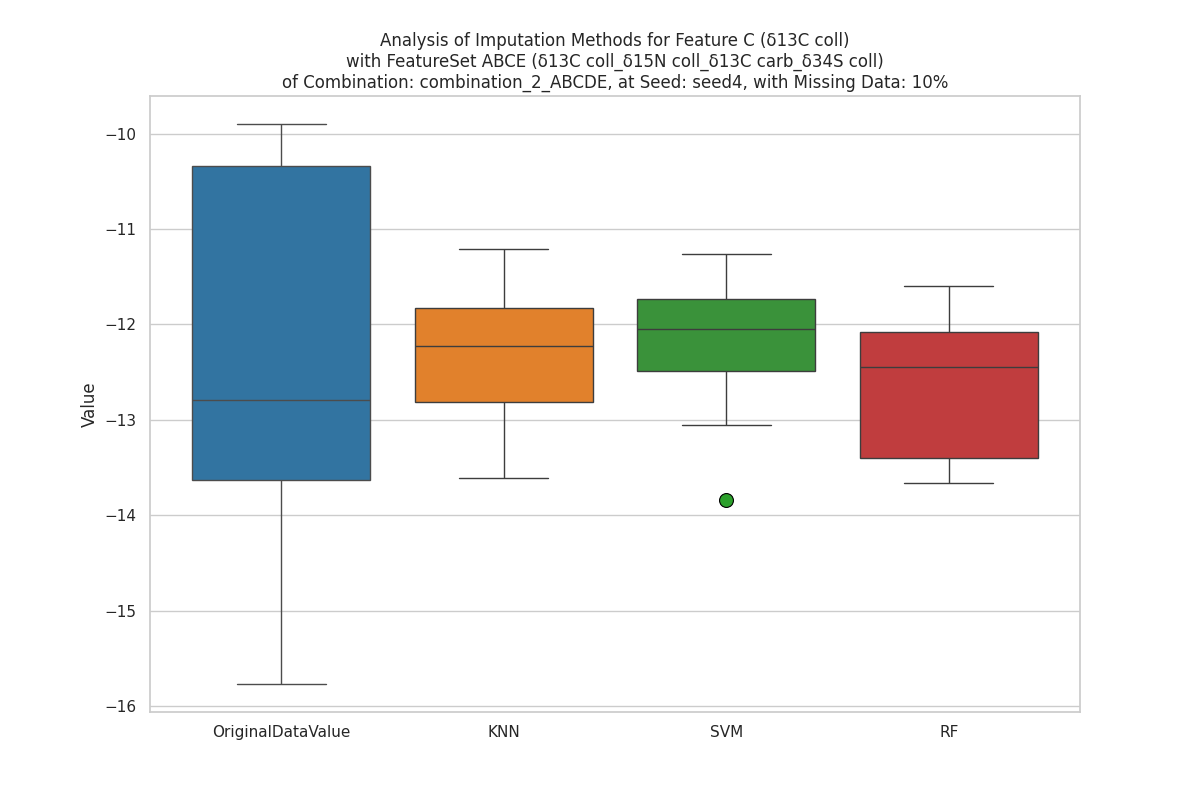 Analysis of Imputation Methods for Feature C (δ13C coll)
with FeatureSet ABCE (δ13C coll_δ15N coll_δ13C carb_δ34S coll)
of Combination: combination_2_ABCDE, at Seed: seed4, with Missing Data: 10%
Value
−10
−11
−12
−13
−14
−15
−16
OriginalDataValue
KNN
SVM
RF